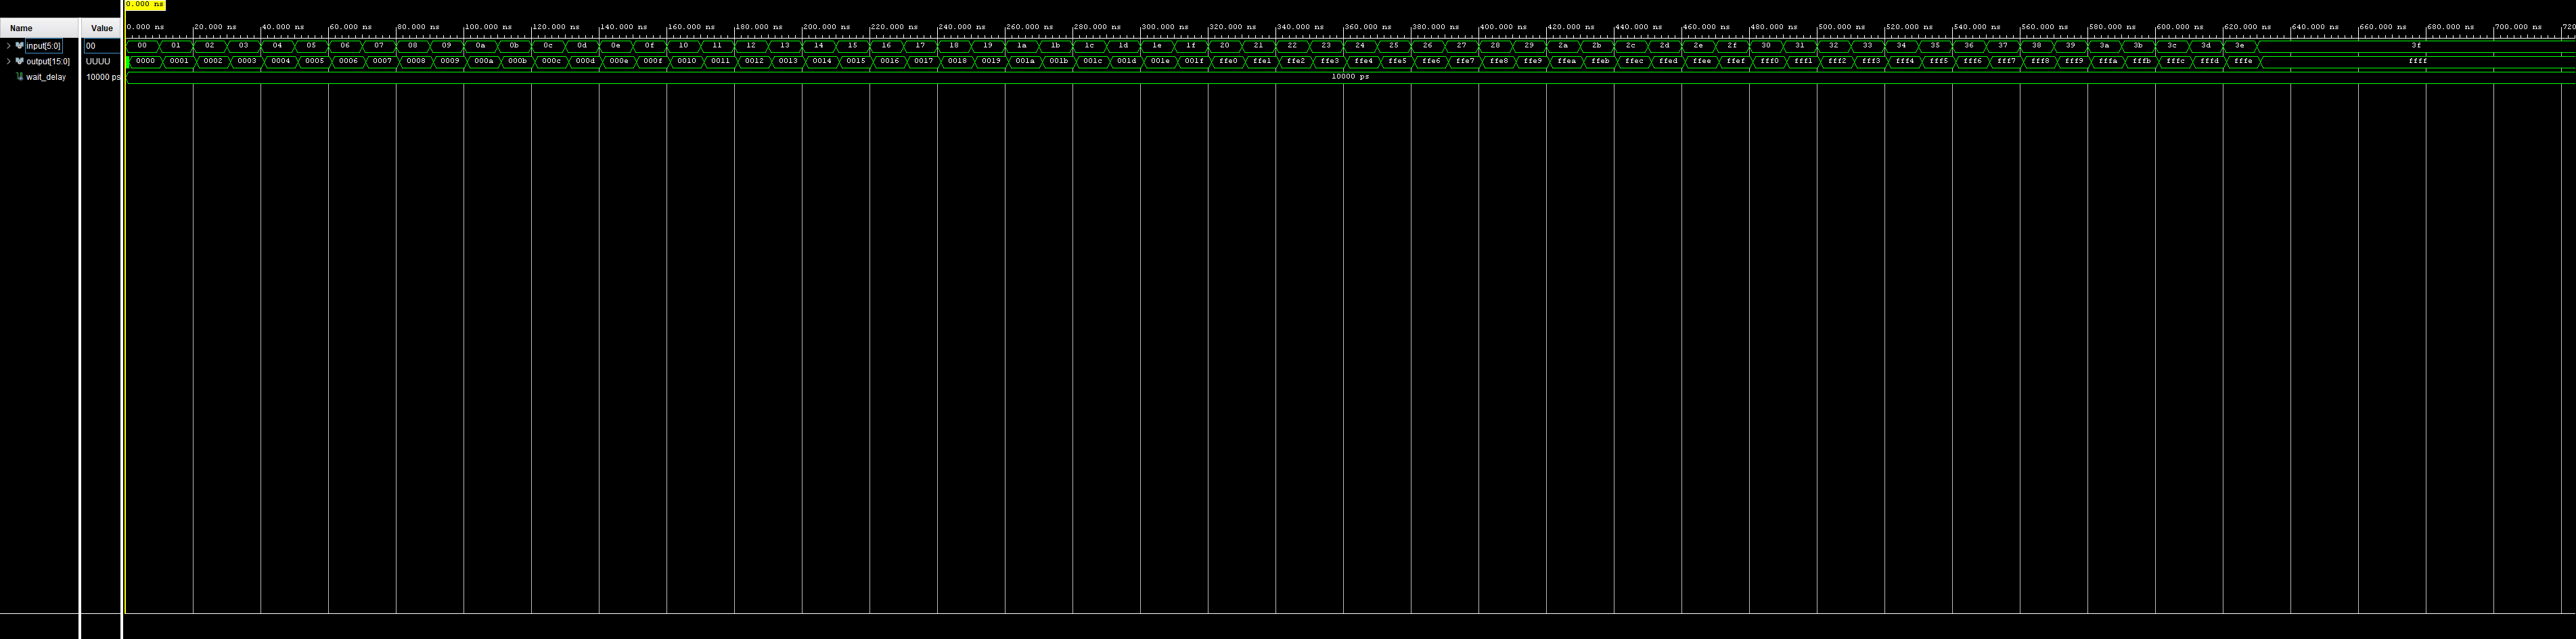 0.000 ns
Name Value 0.000 ns 20.000 ns 40.000 ns 60.000 ns 80.000 ns 100.000 ns 120.000 ns 140.000 ns 160.000 ns 180.000 ns 200.000 ns 220.000 ns 240.000 ns 260.000 ns 280.000 ns 300.000 ns 320.000 ns 340.000 ns 360.000 ns 380.000 ns 400.000 ns 420.000 ns 440.000 ns 460.000 ns 480.000 ns 500.000 ns 520.000 ns 540.000 ns 560.000 ns 580.000 ns 600.000 ns 620.000 ns 640.000 ns 660.000 ns 680.000 ns 700.000 ns 720
input[5:0] 00 00 01 02 03 04 05 06 07 08 09 0a 0b 0c 0d 0e 0f 10 11 12 13 14 15 16 17 18 19 1a 1b 1c 1d 1e 1f 20 21 22 23 24 25 26 27 28 29 2a 2b 2c 2d 2e 2f 30 31 32 33 34 35 36 37 38 39 3a 3b 3c 3d 3e 3f
output[15:0] UUUU 0000 0001 0002 0003 0004 0005 0006 0007 0008 0009 000a 000b 000c 000d 000e 000f 0010 0011 0012 0013 0014 0015 0016 0017 0018 0019 001a 001b 001c 001d 001e 001f ffe0 ffe1 ffe2 ffe3 ffe4 ffe5 ffe6 ffe7 ffe8 ffe9 ffea ffeb ffec ffed ffee ffef fff0 fff1 fff2 fff3 fff4 fff5 fff6 fff7 fff8 fff9 fffa fffb fffc fffd fffe ffff
wait_delay 10000 ps 10000 ps